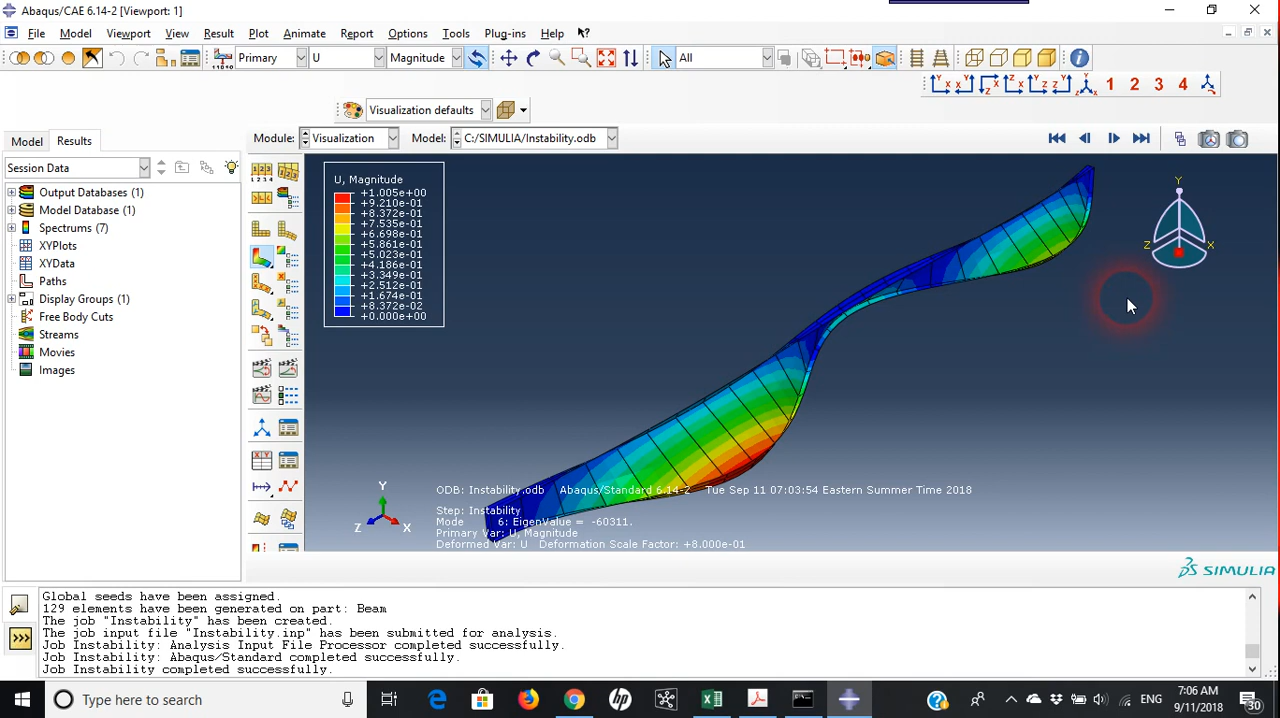 Abaqus/CAE 6.14-2 [Viewport: 1]
File Model Viewport View Result Plot Animate Report Options Tools Plug-ins Help
Primary U Magnitude All
1 2 3 4
Visualization defaults
Model Results Module: Visualization Model: C:/SIMULIA/Instability.odb
Session Data
Output Databases (1)
Model Database (1)
Spectrums (7)
XYPlots
XYData
Paths
Display Groups (1)
Free Body Cuts
Streams
Movies
Images
U, Magnitude
+1.005e+00
+9.210e-01
+8.372e-01
+7.535e-01
+6.698e-01
+5.861e-01
+5.023e-01
+4.186e-01
+3.349e-01
+2.512e-01
+1.674e-01
+8.372e-02
+0.000e+00
Y
Z X
Y
Z X
ODB: Instability.odb Abaqus/Standard 6.14-2 Tue Sep 11 07:03:54 Eastern Summer Time 2018
Step: Instability
Mode 6: EigenValue = -60311.
Primary Var: U, Magnitude
Deformed Var: U Deformation Scale Factor: +8.000e-01
SIMULIA
Global seeds have been assigned.
129 elements have been generated on part: Beam
The job "Instability" has been created.
The job input file "Instability.inp" has been submitted for analysis.
Job Instability: Analysis Input File Processor completed successfully.
Job Instability: Abaqus/Standard completed successfully.
Job Instability completed successfully.
>>>
Type here to search
hp
ENG
7:06 AM
9/11/2018
30